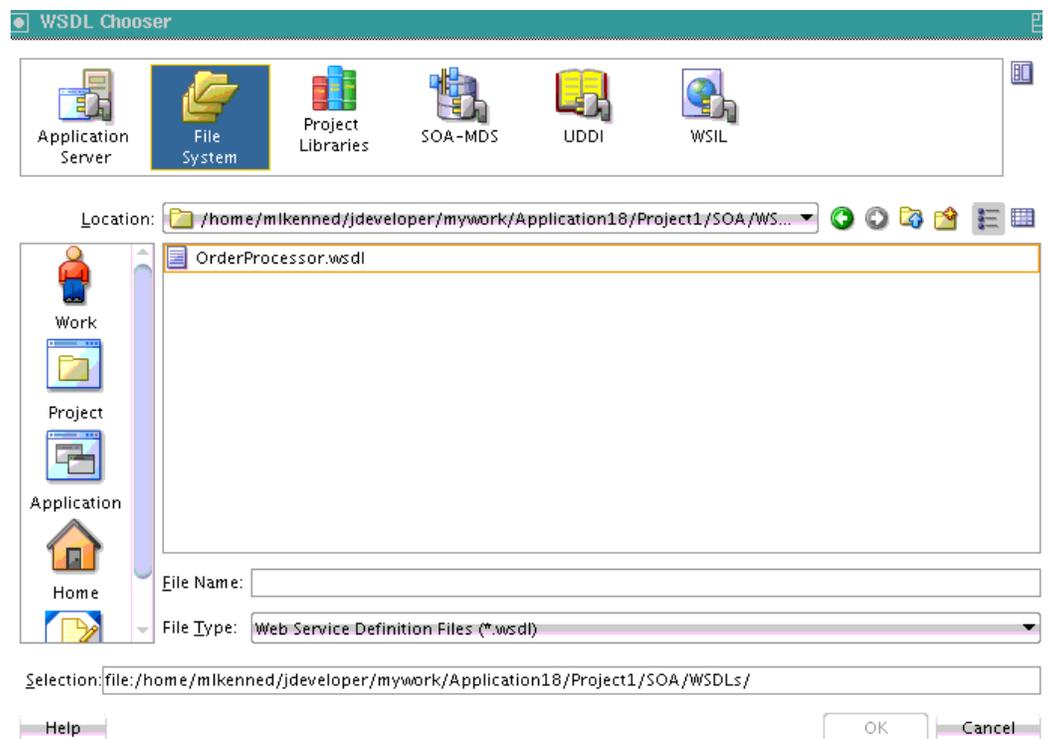 WSDL Chooser
Application Server
File System
Project Libraries
SOA-MDS
UDDI
WSIL
Location: /home/mlkenned/jdeveloper/mywork/Application18/Project1/SOA/WS...
OrderProcessor.wsdl
Work
Project
Application
Home
File Name:
File Type: Web Service Definition Files (*.wsdl)
Selection: file:/home/mlkenned/jdeveloper/mywork/Application18/Project1/SOA/WSDLs/
Help
OK
Cancel